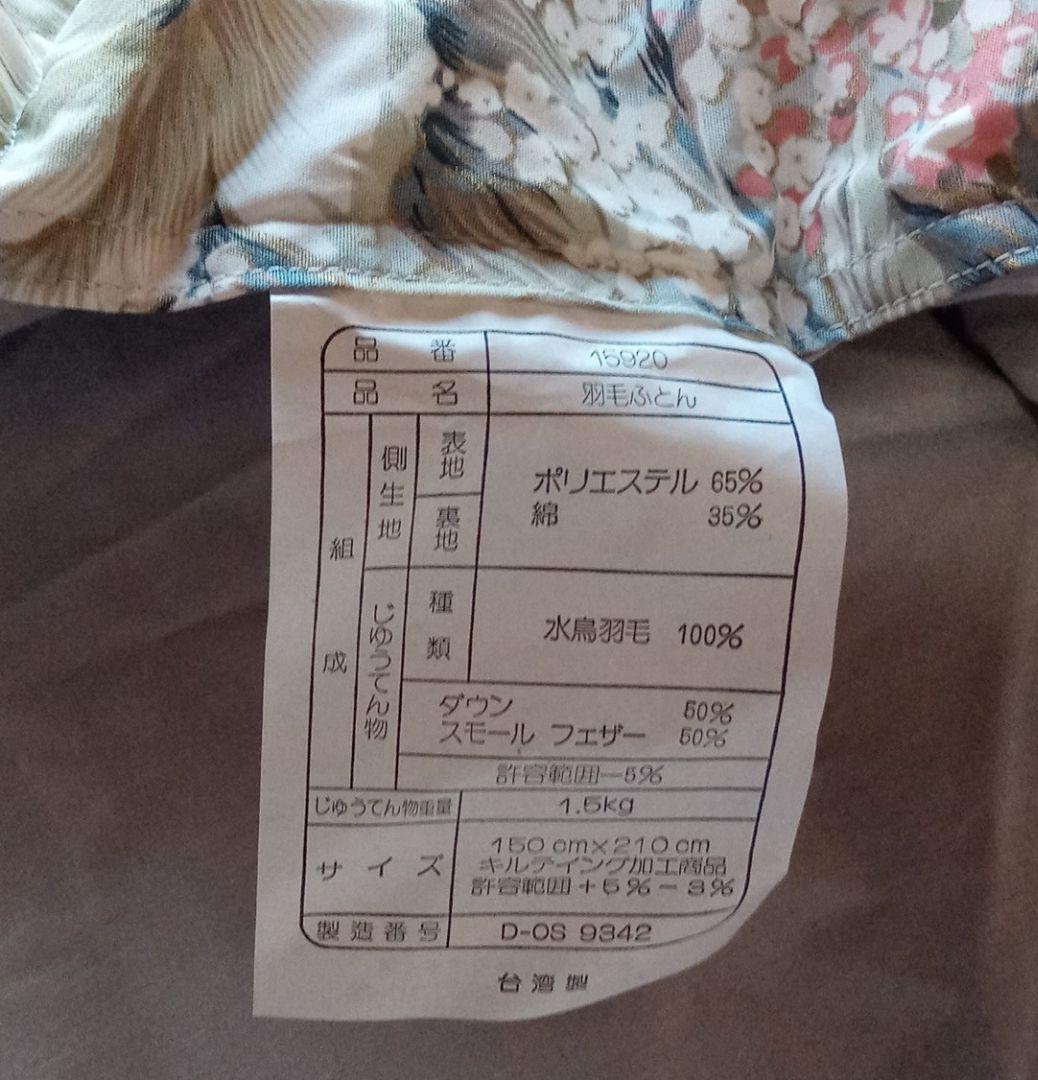 品番 15920
品名 羽毛ふとん
組成
側生地
表地
裏地
ポリエステル 65%
綿 35%
じゅうてん物
種類
水鳥羽毛 100%
ダウン 50%
スモール フェザー 50%
許容範囲-5%
じゅうてん物重量 1.5kg
サイズ
150cm×210cm
キルテイング加工商品
許容範囲+5%-3%
製造番号 D-OS 9342
台湾製